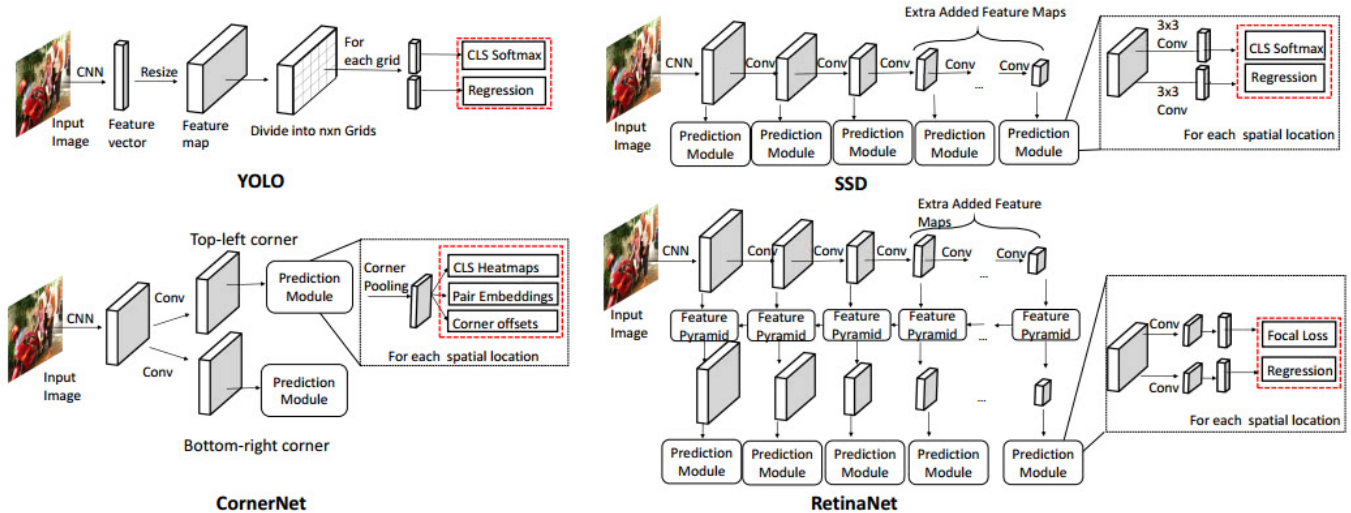 CNN
Resize
For
each grid
CLS Softmax
Regression
Input
Image
Feature
vector
Feature
map
Divide into nxn Grids
YOLO
Extra Added Feature Maps
CNN
Conv
Conv
Conv
Conv
Conv
...
Input
Image
Prediction
Module
Prediction
Module
Prediction
Module
Prediction
Module
Prediction
Module
3x3
Conv
3x3
Conv
CLS Softmax
Regression
For each spatial location
SSD
Top-left corner
CNN
Conv
Conv
Input
Image
Prediction
Module
Prediction
Module
Corner
Pooling
CLS Heatmaps
Pair Embeddings
Corner offsets
For each spatial location
Bottom-right corner
CornerNet
Extra Added Feature
Maps
CNN
Conv
Conv
Conv
Conv
Conv
...
Input
Image
Feature
Pyramid
Feature
Pyramid
Feature
Pyramid
Feature
Pyramid
...
Feature
Pyramid
...
Prediction
Module
Prediction
Module
Prediction
Module
Prediction
Module
Prediction
Module
Conv
Conv
Focal Loss
Regression
For each spatial location
RetinaNet